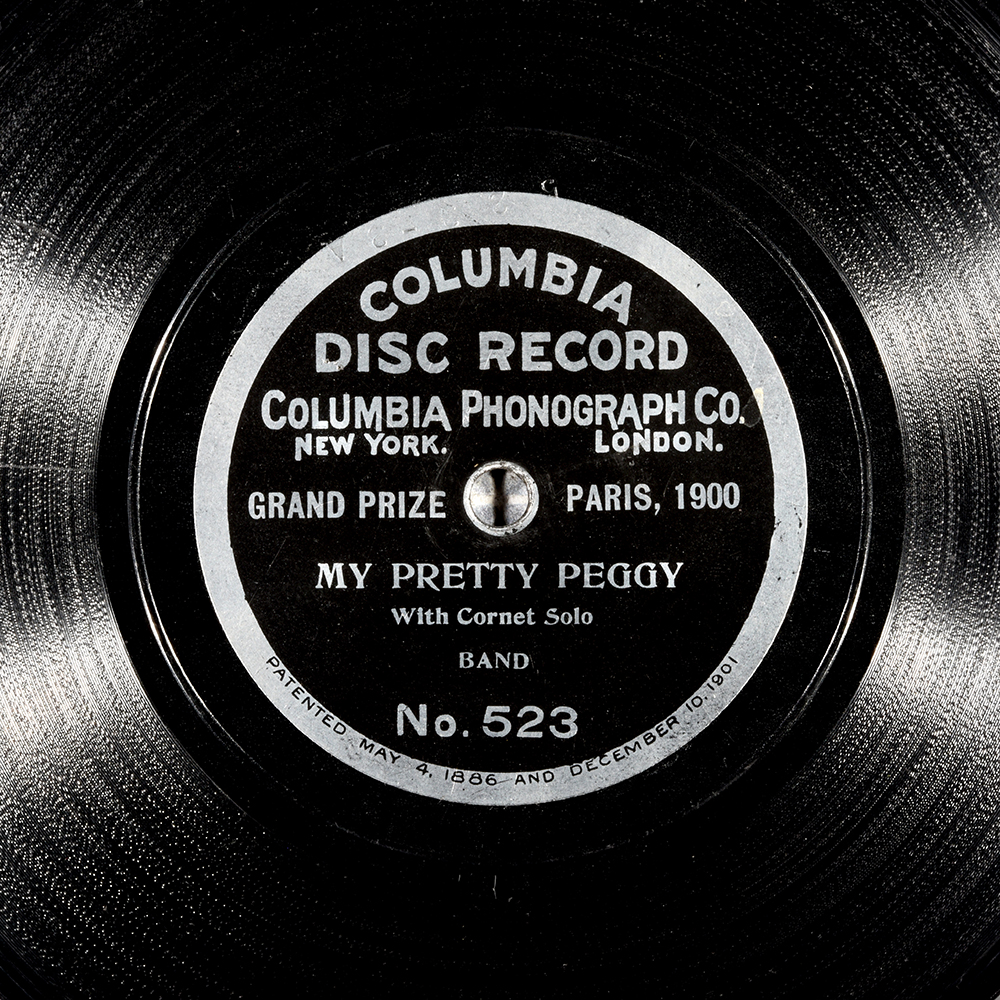 COLUMBIA
DISC RECORD
COLUMBIA PHONOGRAPH CO.
NEW YORK. LONDON.
GRAND PRIZE PARIS, 1900
MY PRETTY PEGGY
With Cornet Solo
BAND
No. 523
PATENTED MAY 4, 1886 AND DECEMBER 10, 1901